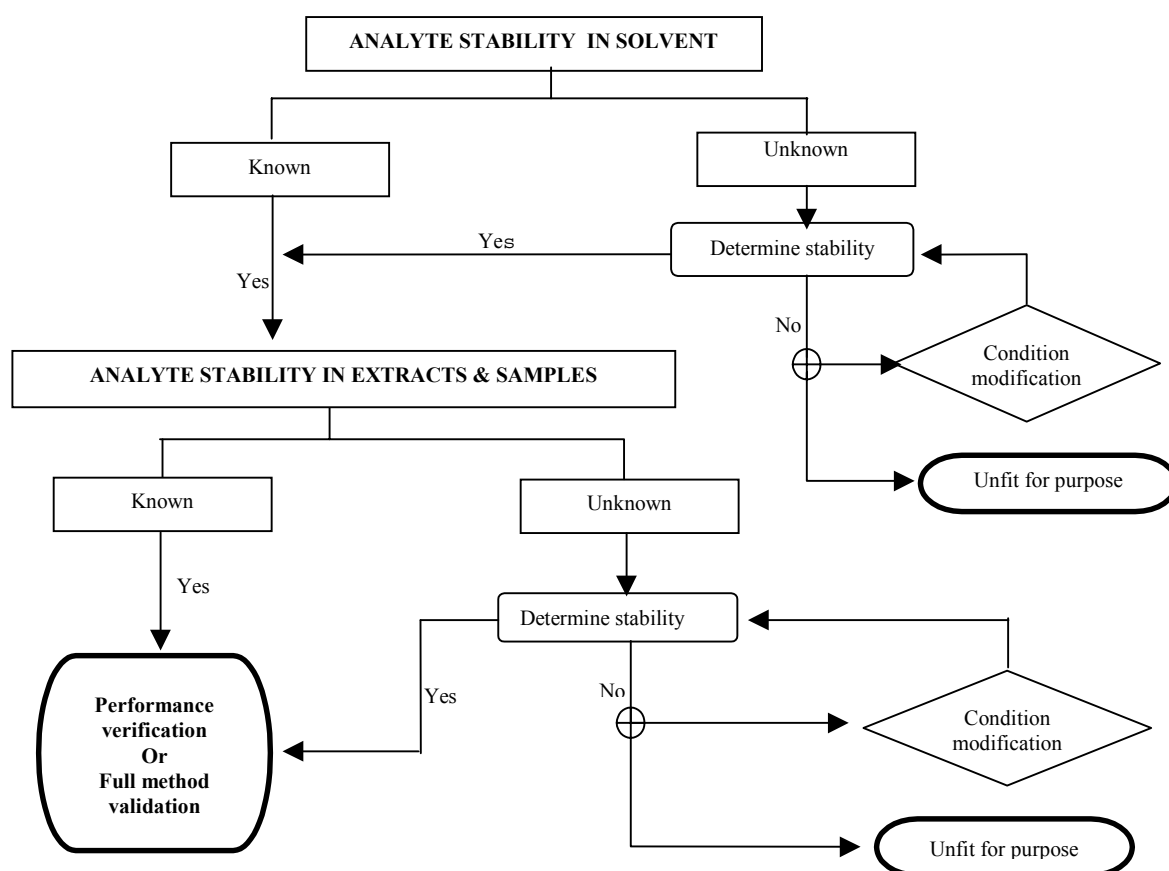 ANALYTE STABILITY IN SOLVENT
Known
Unknown
Yes
Determine stability
Yes
No
Condition
modification
ANALYTE STABILITY IN EXTRACTS & SAMPLES
Unfit for purpose
Known
Unknown
Yes
Determine stability
Yes
No
Performance
verification
Or
Full method
validation
Condition
modification
Unfit for purpose